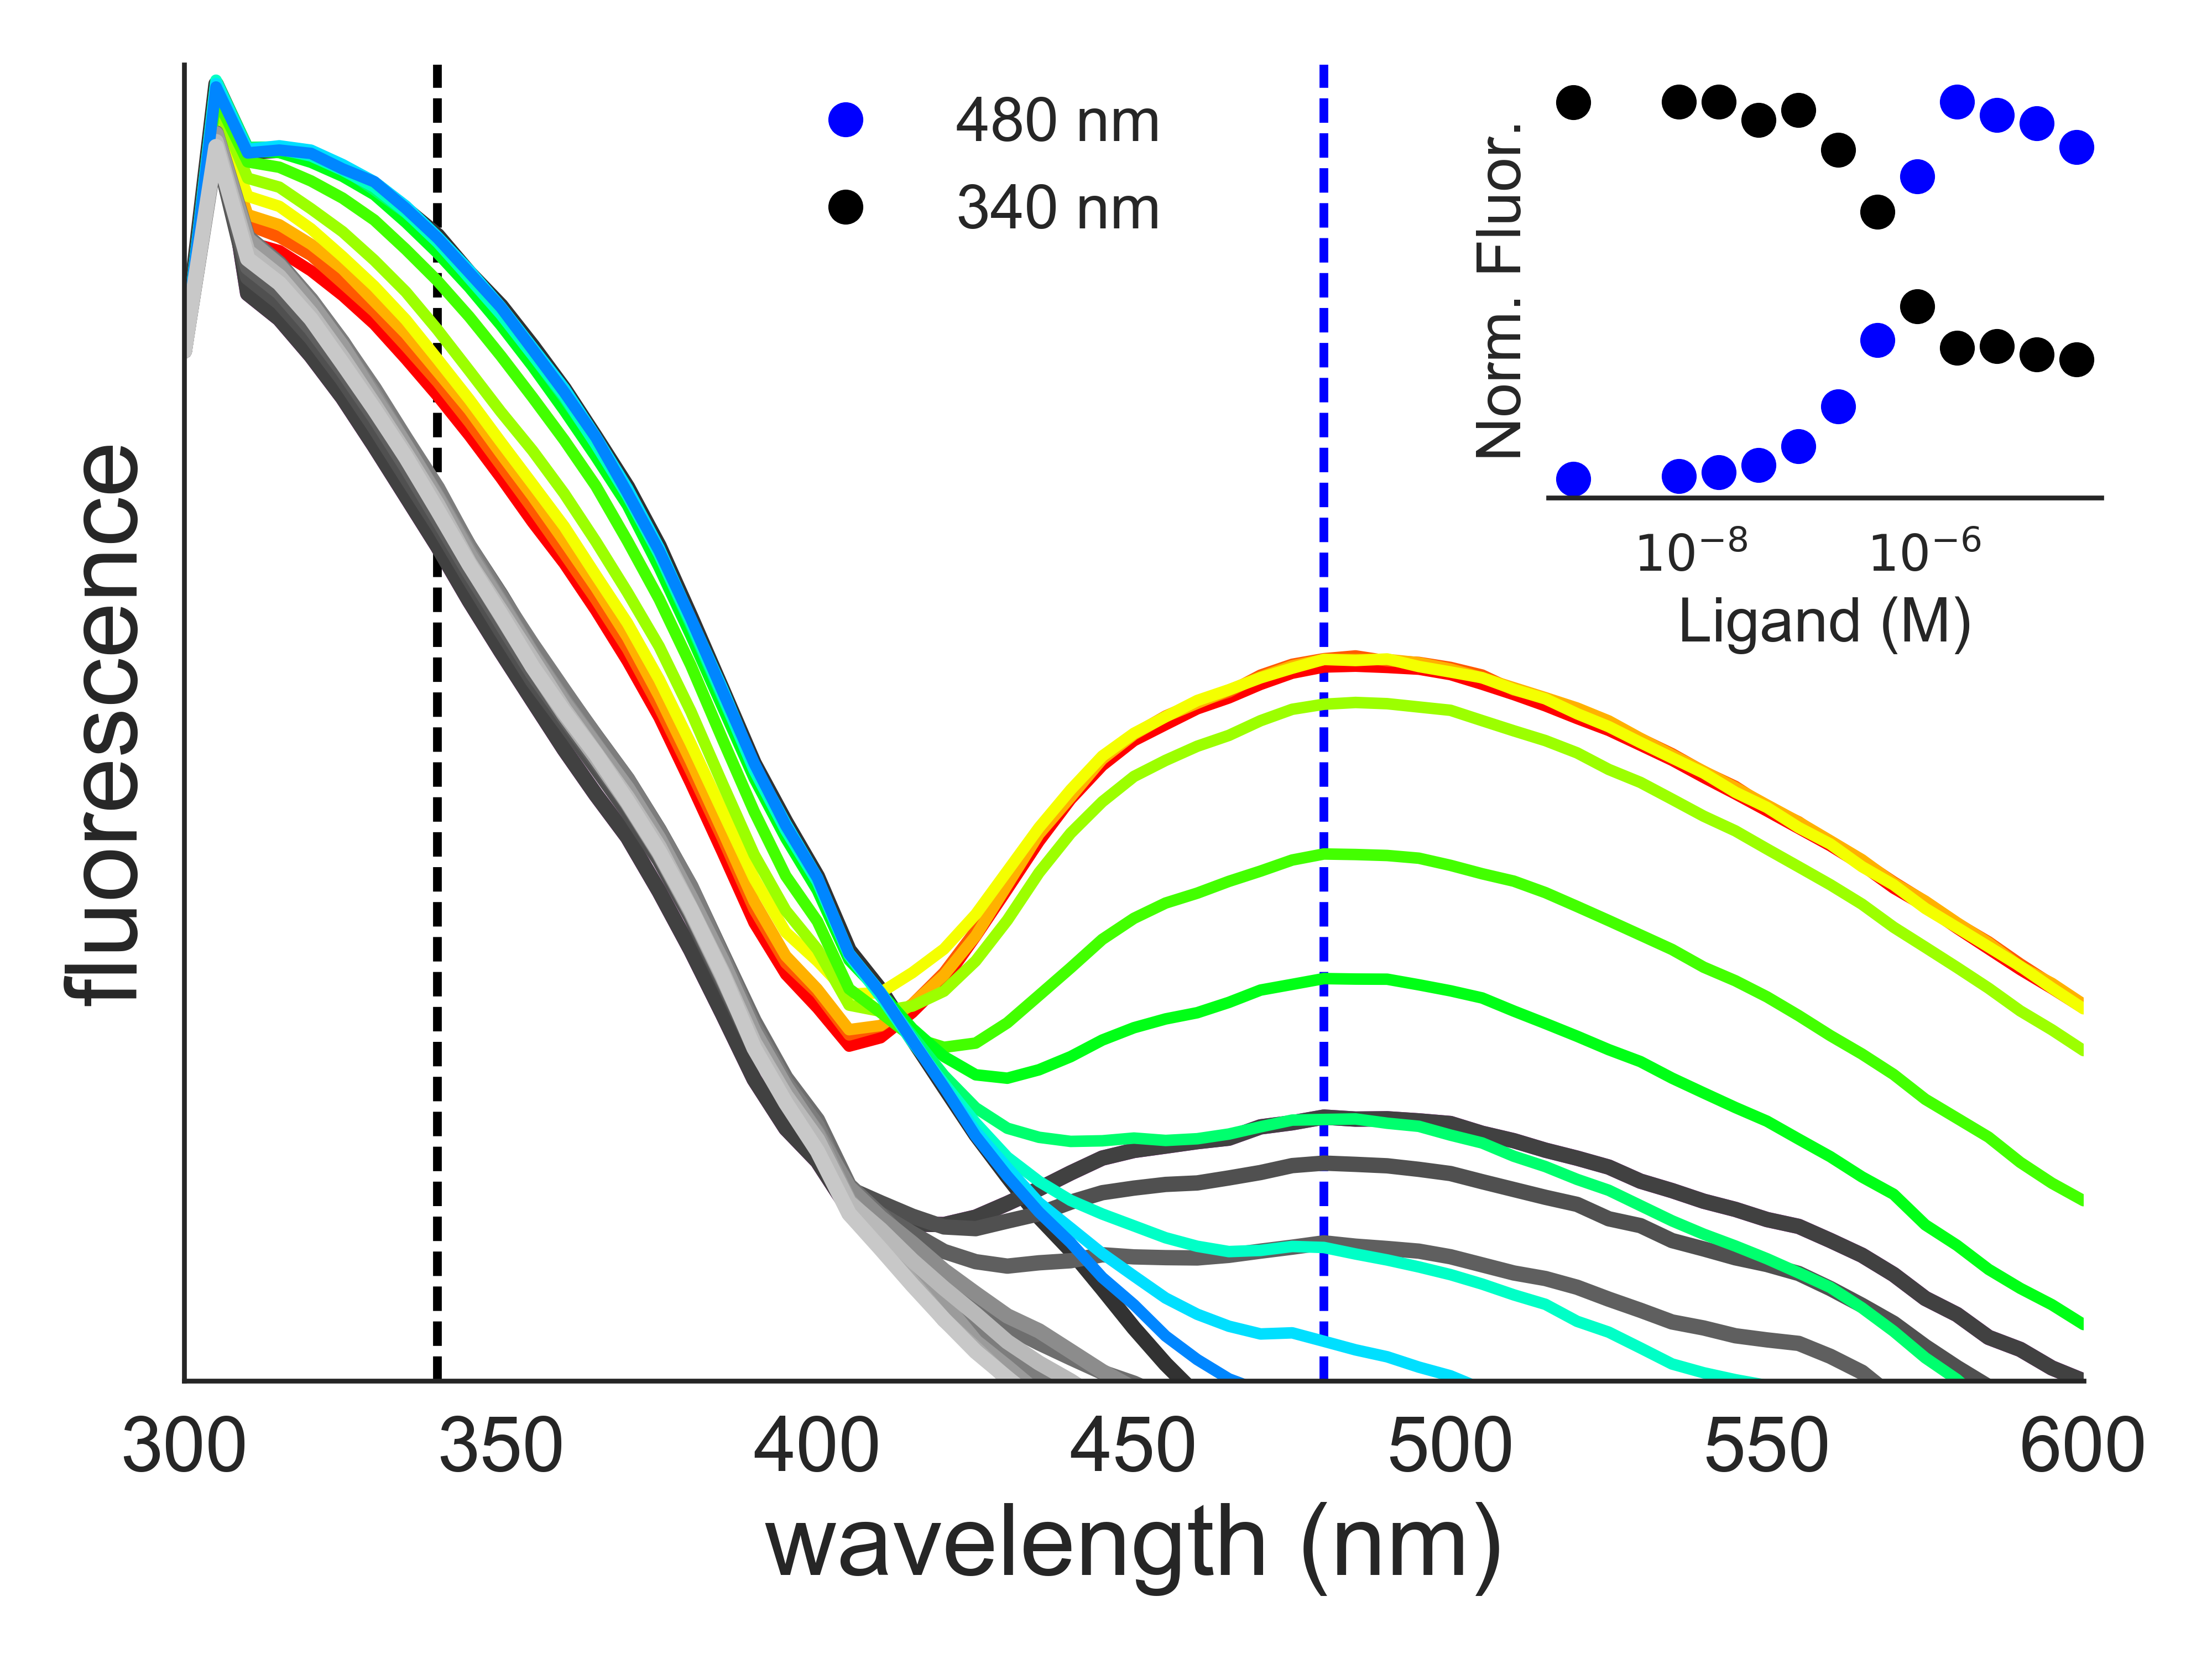 480 nm
340 nm
Norm. Fluor.
10⁻⁸ 10⁻⁶
Ligand (M)
fluorescence
300 350 400 450 500 550 600
wavelength (nm)